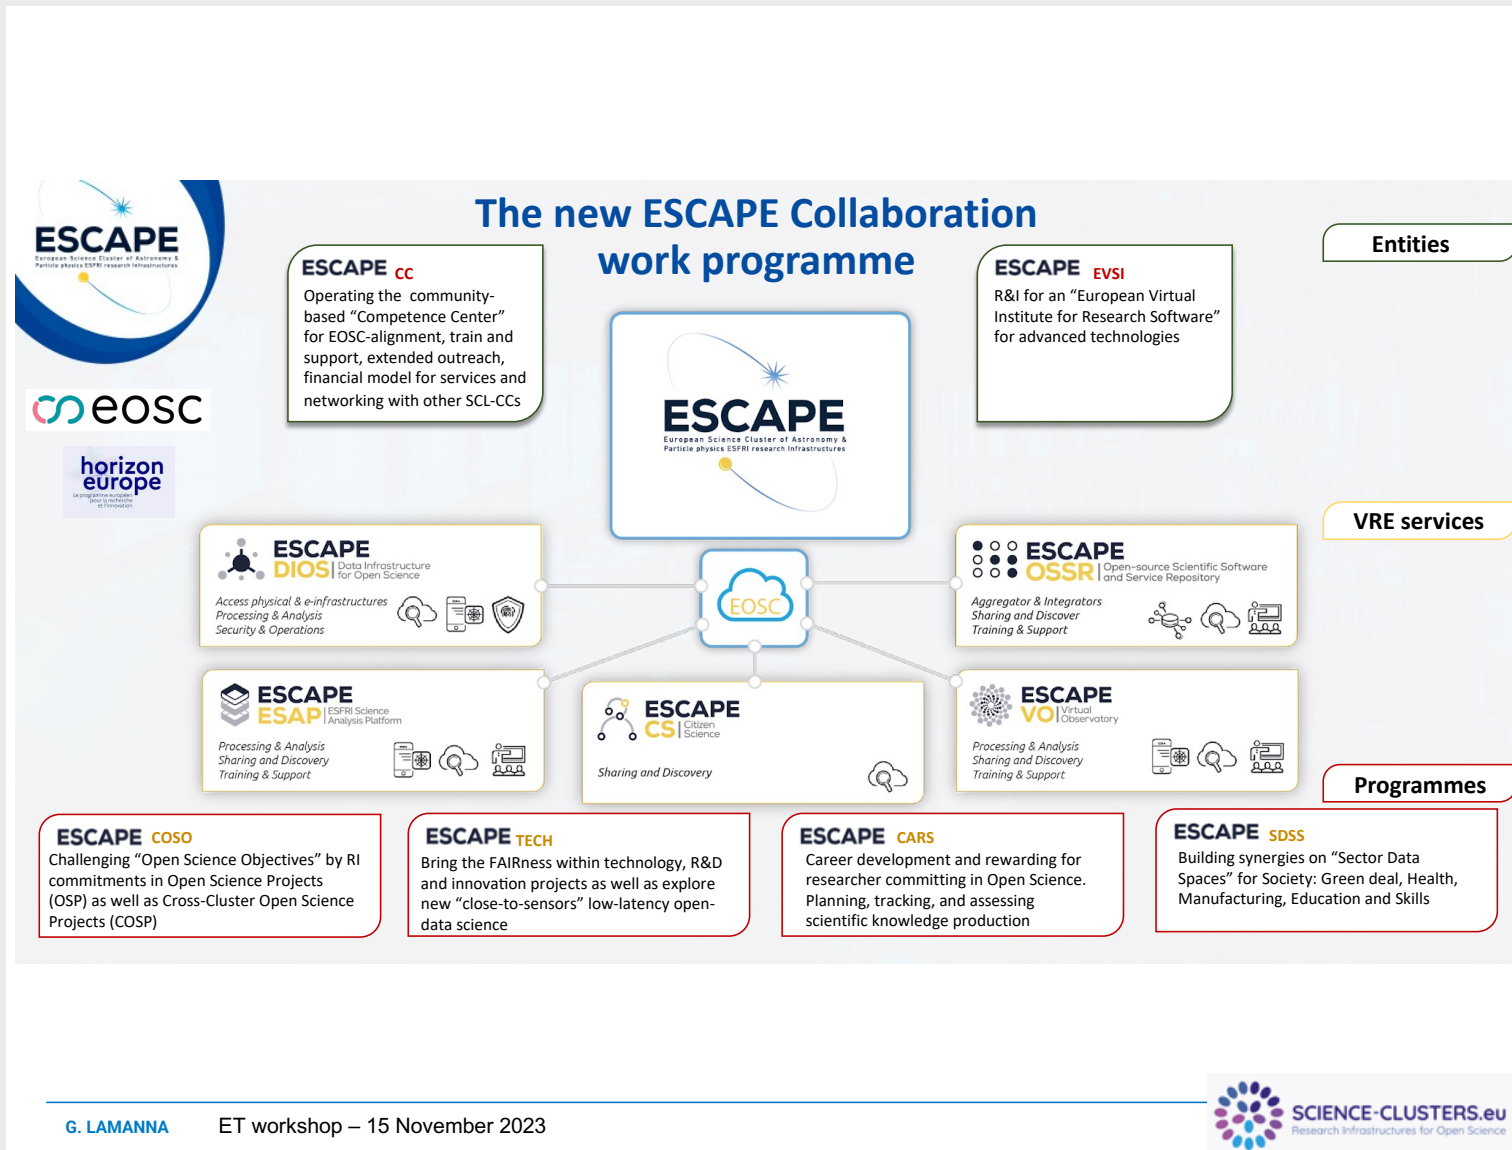 ESCAPE
European Science Cluster of Astronomy &
Particle physics ESFRI research Infrastructures
The new ESCAPE Collaboration
work programme
Entities
ESCAPE CC
Operating the community-
based “Competence Center”
for EOSC-alignment, train and
support, extended outreach,
financial model for services and
networking with other SCL-CCs
ESCAPE EVSI
R&I for an “European Virtual
Institute for Research Software”
for advanced technologies
ESCAPE
European Science Cluster of Astronomy &
Particle physics ESFRI research Infrastructures
eosc
horizon
europe
Le programme européen
pour la recherche
et l'innovation
VRE services
ESCAPE
DIOS
Data Infrastructure
for Open Science
Access physical & e-infrastructures
Processing & Analysis
Security & Operations
EOSC
ESCAPE
OSSR
Open-source Scientific Software
and Service Repository
Aggregator & Integrators
Sharing and Discover
Training & Support
ESCAPE
ESAP
ESFRI Science
Analysis Platform
Processing & Analysis
Sharing and Discovery
Training & Support
ESCAPE
CS
Citizen
Science
Sharing and Discovery
ESCAPE
VO
Virtual
Observatory
Processing & Analysis
Sharing and Discovery
Training & Support
Programmes
ESCAPE COSO
Challenging “Open Science Objectives” by RI
commitments in Open Science Projects
(OSP) as well as Cross-Cluster Open Science
Projects (COSP)
ESCAPE TECH
Bring the FAIRness within technology, R&D
and innovation projects as well as explore
new “close-to-sensors” low-latency open-
data science
ESCAPE CARS
Career development and rewarding for
researcher committing in Open Science.
Planning, tracking, and assessing
scientific knowledge production
ESCAPE SDSS
Building synergies on “Sector Data
Spaces” for Society: Green deal, Health,
Manufacturing, Education and Skills
G. LAMANNA
ET workshop – 15 November 2023
SCIENCE-CLUSTERS.eu
Research Infrastructures for Open Science